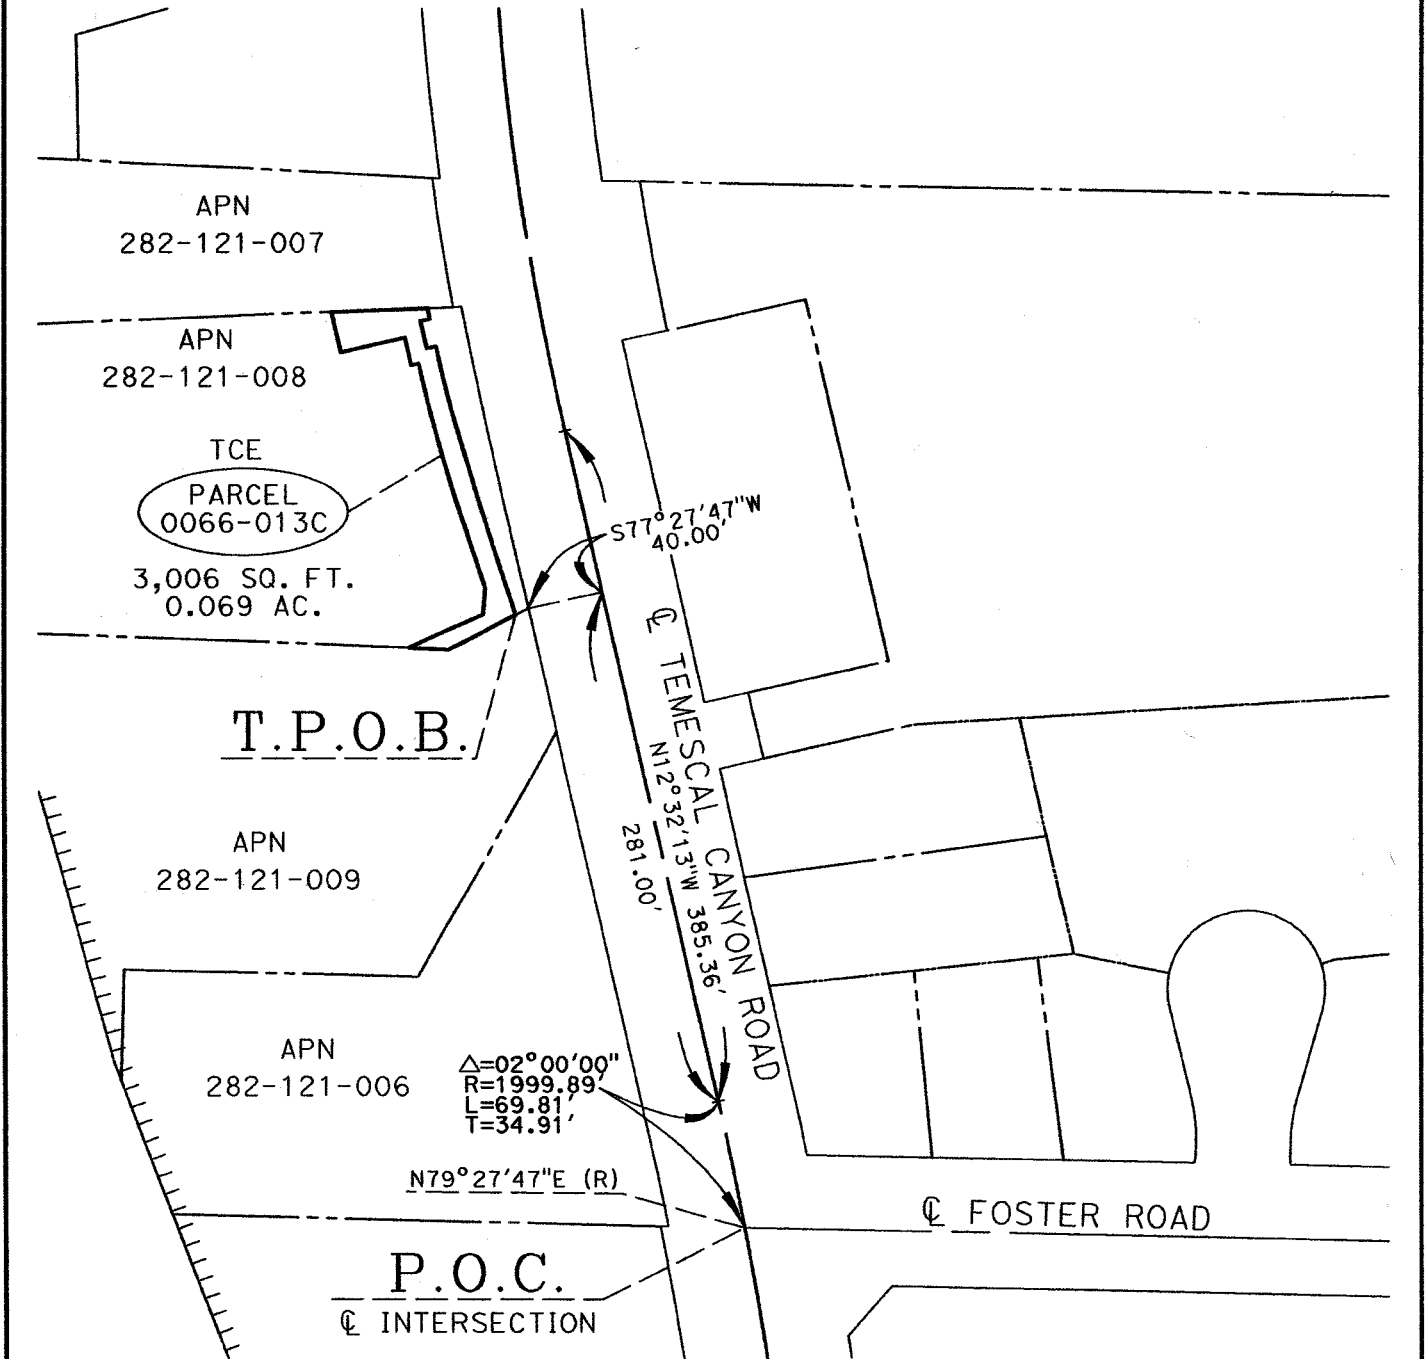 APN
282-121-007
APN
282-121-008
TCE
PARCEL
0066-013C
3,006 SQ. FT.
0.069 AC.
S77°27'47"W
40.00'
℄ TEMESCAL CANYON ROAD
N12°32'13"W 385.36'
281.00'
T.P.O.B.
APN
282-121-009
APN
282-121-006
△=02°00'00"
R=1999.89'
L=69.81'
T=34.91'
N79°27'47"E (R)
℄ FOSTER ROAD
P.O.C.
℄ INTERSECTION